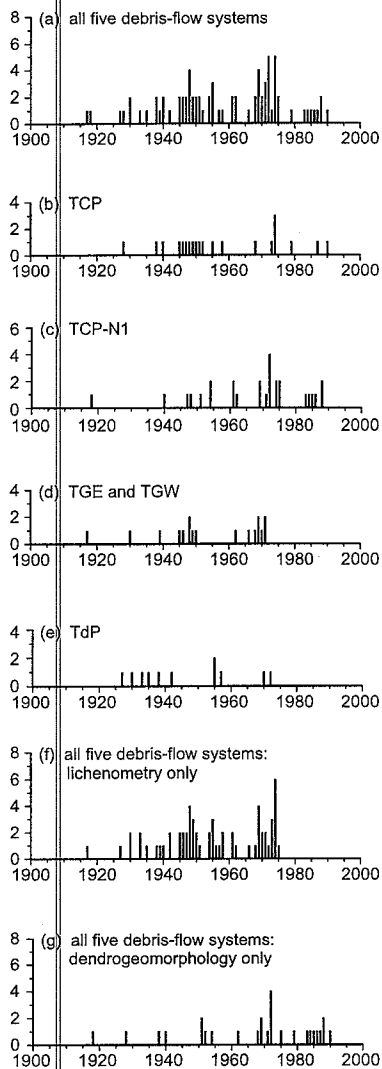 8
(a) all five debris-flow systems
6
4
2
0
1900 1920 1940 1960 1980 2000
4
(b) TCP
2
0
1900 1920 1940 1960 1980 2000
6
(c) TCP-N1
4
2
0
1900 1920 1940 1960 1980 2000
4
(d) TGE and TGW
2
0
1900 1920 1940 1960 1980 2000
4
(e) TdP
2
0
1900 1920 1940 1960 1980 2000
8
(f) all five debris-flow systems:
lichenometry only
6
4
2
0
1900 1920 1940 1960 1980 2000
8
(g) all five debris-flow systems:
dendrogeomorphology only
6
4
2
0
1900 1920 1940 1960 1980 2000